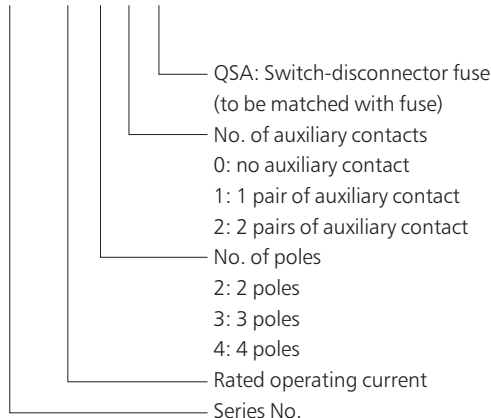 QSA: Switch-disconnector fuse
(to be matched with fuse)
No. of auxiliary contacts
0: no auxiliary contact
1: 1 pair of auxiliary contact
2: 2 pairs of auxiliary contact
No. of poles
2: 2 poles
3: 3 poles
4: 4 poles
Rated operating current
Series No.